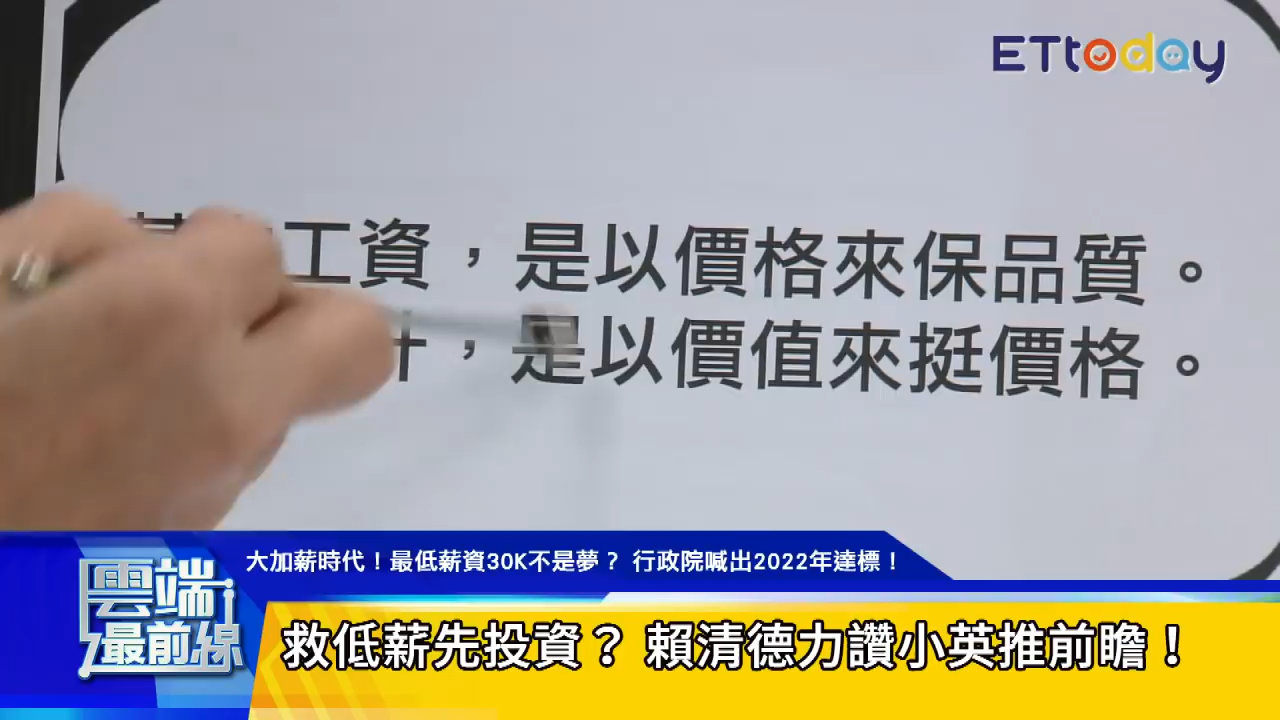 ETtoday
工資，是以價格來保品質。
，是以價值來挺價格。
大加薪時代！最低薪資30K不是夢？ 行政院喊出2022年達標！
雲端最前線
救低薪先投資？ 賴清德力讚小英推前瞻！